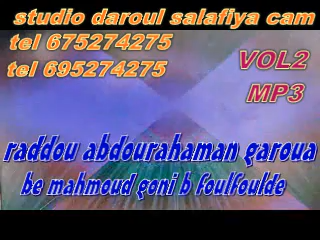 studio daroul salafiya cam
tel 675274275
tel 695274275
VOL2
MP3
raddou abdourahaman garoua
be mahmoud goni b foulfoulde